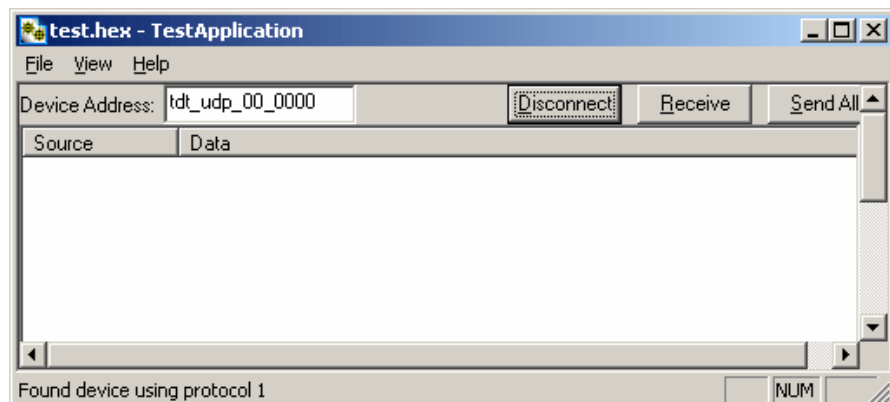 test.hex - TestApplication
File View Help
Device Address: tdt_udp_00_0000 Disconnect Receive Send All
Source Data
Found device using protocol 1 NUM